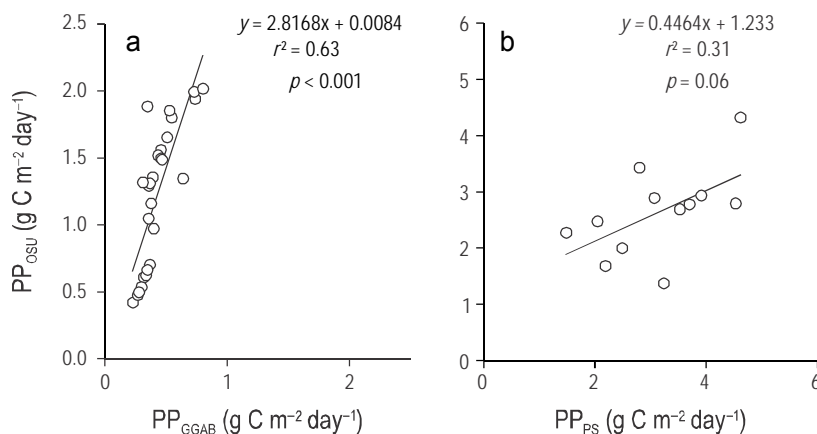 a
y = 2.8168x + 0.0084
r² = 0.63
p < 0.001
2.5
2.0
1.5
1.0
0.5
0.0
0
1
2
PP_OSU (g C m⁻² day⁻¹)
PP_GGAB (g C m⁻² day⁻¹)
b
y = 0.4464x + 1.233
r² = 0.31
p = 0.06
6
5
4
3
2
1
0
0
2
4
6
PP_PS (g C m⁻² day⁻¹)